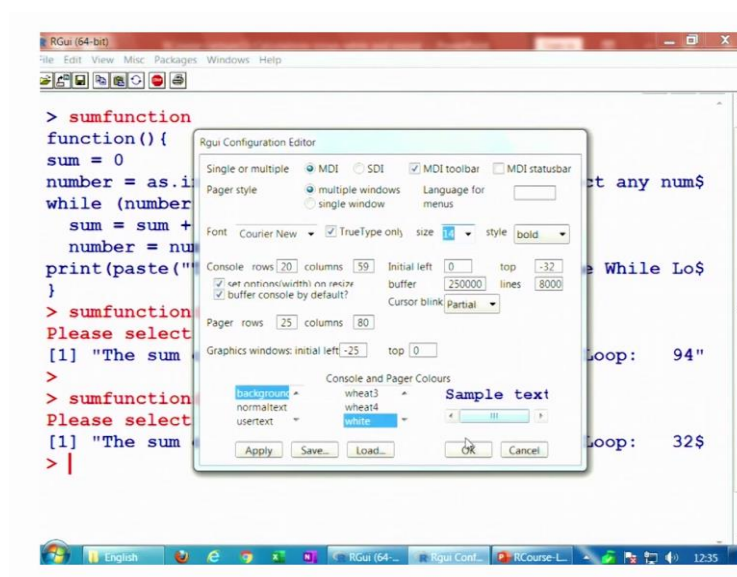 RGui (64-bit)
File Edit View Misc Packages Windows Help
> sumfunction
function(){
sum = 0
number = as.i
ct any num$
while (number
sum = sum +
number = num
print(paste("
e While Lo$
}
> sumfunction
Please select
[1] "The sum
Loop: 94"
>
> sumfunction
Please select
[1] "The sum
Loop: 32$
>
Rgui Configuration Editor
Single or multiple MDI SDI MDI toolbar MDI statusbar
Pager style multiple windows Language for
single window menus
Font Courier New TrueType only size 14 style bold
Console rows 20 columns 59 Initial left 0 top -32
set options(width) on resize buffer 250000 lines 8000
buffer console by default? Cursor blink Partial
Pager rows 25 columns 80
Graphics windows: initial left -25 top 0
Console and Pager Colours
background wheat3 Sample text
normaltext wheat4
usertext white
Apply Save... Load... OK Cancel
English RGui (64-... Rgui Conf... RCourse-L... 12:35